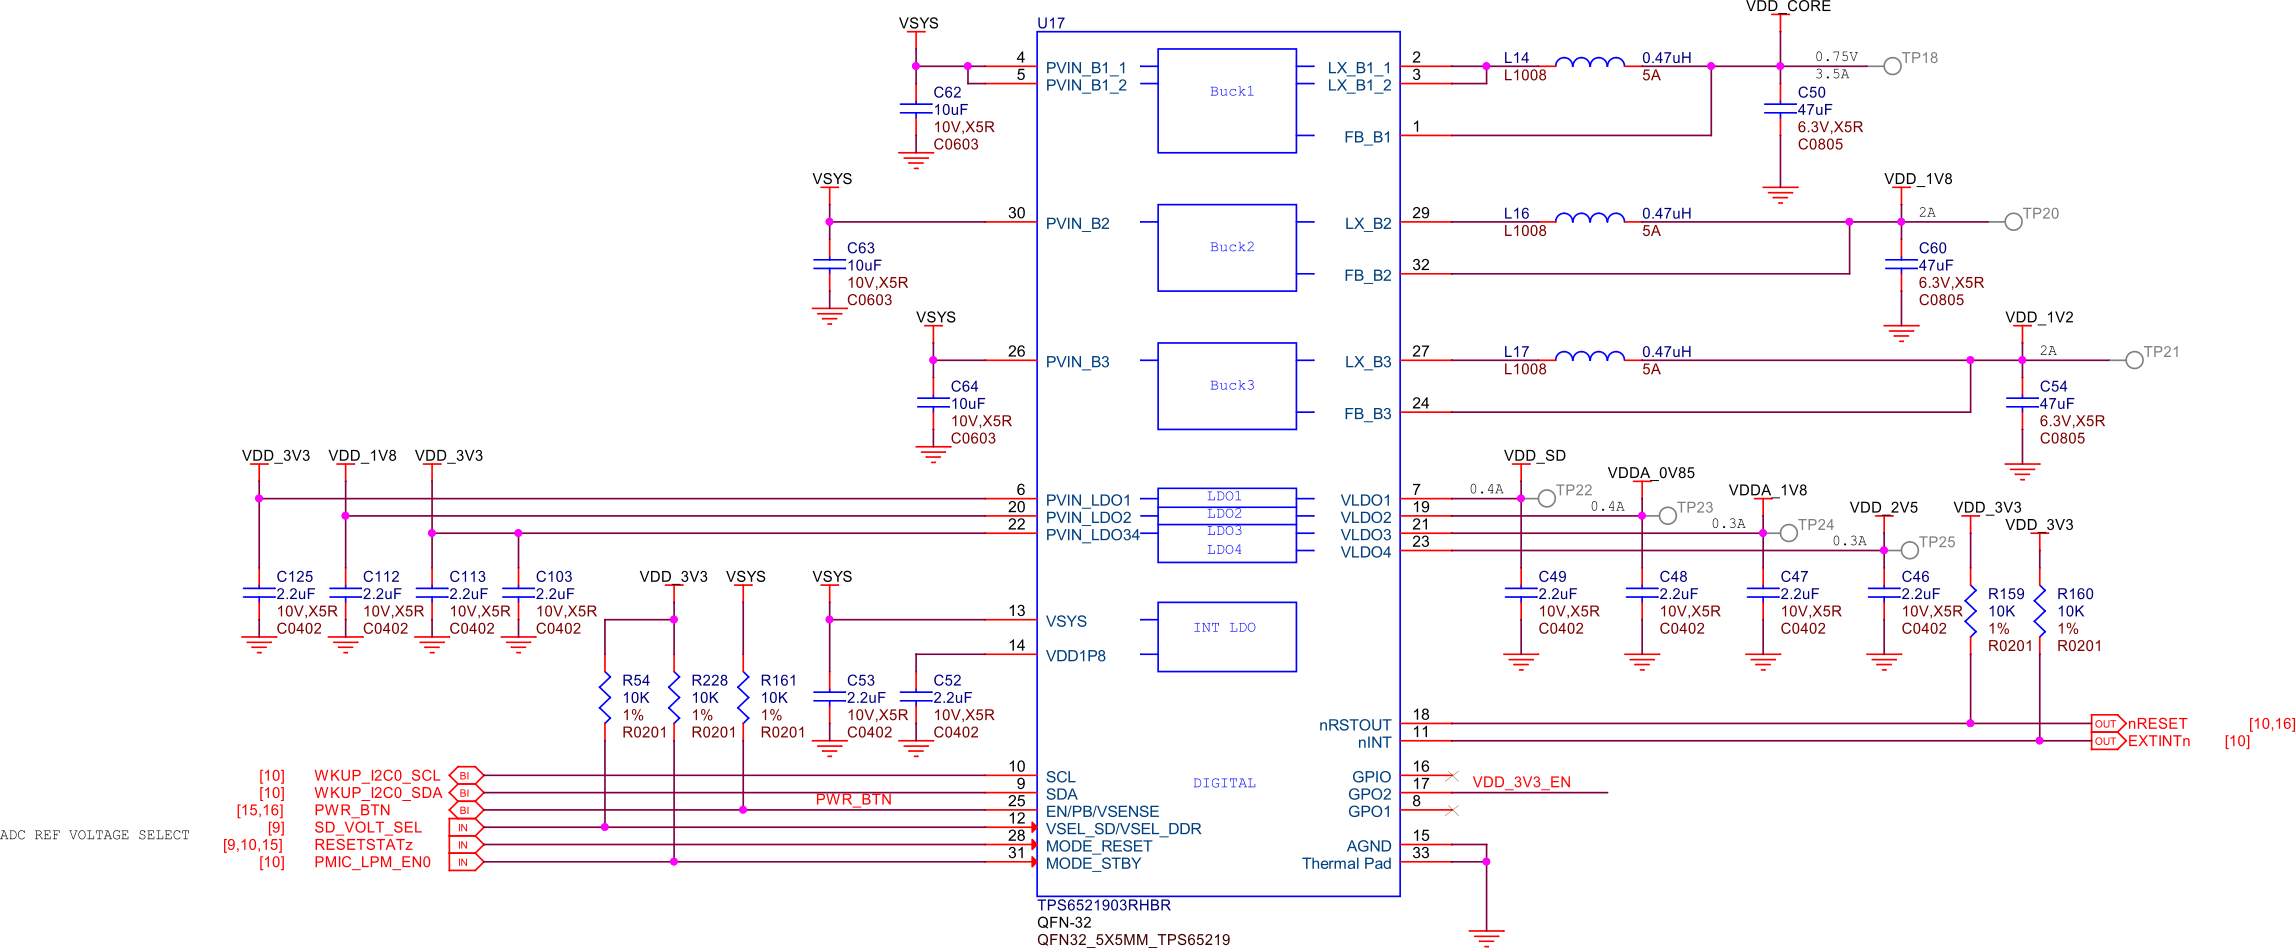 VDD_CORE
VSYS
U17
4
PVIN_B1_1
5
PVIN_B1_2
Buck1
LX_B1_1
2
LX_B1_2
3
FB_B1
1
L14
L1008
0.47uH
5A
0.75V
3.5A
TP18
C62
10uF
10V,X5R
C0603
C50
47uF
6.3V,X5R
C0805
VSYS
30
PVIN_B2
Buck2
LX_B2
29
FB_B2
32
L16
L1008
0.47uH
5A
VDD_1V8
2A
TP20
C63
10uF
10V,X5R
C0603
C60
47uF
6.3V,X5R
C0805
VSYS
26
PVIN_B3
Buck3
LX_B3
27
FB_B3
24
L17
L1008
0.47uH
5A
VDD_1V2
2A
TP21
C64
10uF
10V,X5R
C0603
C54
47uF
6.3V,X5R
C0805
VDD_3V3
VDD_1V8
VDD_3V3
6
PVIN_LDO1
20
PVIN_LDO2
22
PVIN_LDO34
LDO1
LDO2
LDO3
LDO4
VLDO1
7
VLDO2
19
VLDO3
21
VLDO4
23
VDD_SD
0.4A
TP22
VDDA_0V85
0.4A
TP23
VDDA_1V8
0.3A
TP24
VDD_2V5
0.3A
TP25
VDD_3V3
VDD_3V3
C125
2.2uF
10V,X5R
C0402
C112
2.2uF
10V,X5R
C0402
C113
2.2uF
10V,X5R
C0402
C103
2.2uF
10V,X5R
C0402
C49
2.2uF
10V,X5R
C0402
C48
2.2uF
10V,X5R
C0402
C47
2.2uF
10V,X5R
C0402
C46
2.2uF
10V,X5R
C0402
R159
10K
1%
R0201
R160
10K
1%
R0201
VDD_3V3
VSYS
VSYS
13
VSYS
14
VDD1P8
INT LDO
R54
10K
1%
R0201
R228
10K
1%
R0201
R161
10K
1%
R0201
C53
2.2uF
10V,X5R
C0402
C52
2.2uF
10V,X5R
C0402
nRSTOUT
18
nINT
11
OUT
nRESET
[10,16]
OUT
EXTINTn
[10]
[10]
WKUP_I2C0_SCL
BI
10
SCL
[10]
WKUP_I2C0_SDA
BI
9
SDA
[15,16]
PWR_BTN
BI
PWR_BTN
25
EN/PB/VSENSE
[9]
SD_VOLT_SEL
IN
12
VSEL_SD/VSEL_DDR
ADC REF VOLTAGE SELECT
[9,10,15]
RESETSTATz
IN
28
MODE_RESET
[10]
PMIC_LPM_EN0
IN
31
MODE_STBY
DIGITAL
GPIO
16
GPO2
17
VDD_3V3_EN
GPO1
8
AGND
15
Thermal Pad
33
TPS6521903RHBR
QFN-32
QFN32_5X5MM_TPS65219